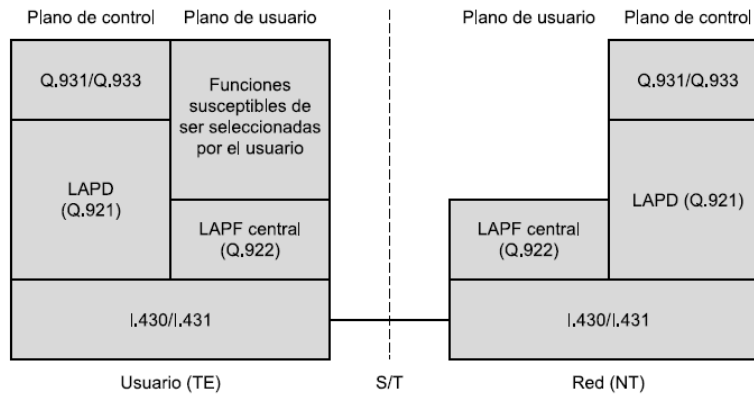 Plano de control
Plano de usuario
Plano de usuario
Plano de control
Q.931/Q.933
Funciones
susceptibles de
ser seleccionadas
por el usuario
Q.931/Q.933
LAPD
(Q.921)
LAPF central
(Q.922)
LAPF central
(Q.922)
LAPD (Q.921)
I.430/I.431
I.430/I.431
Usuario (TE)
S/T
Red (NT)